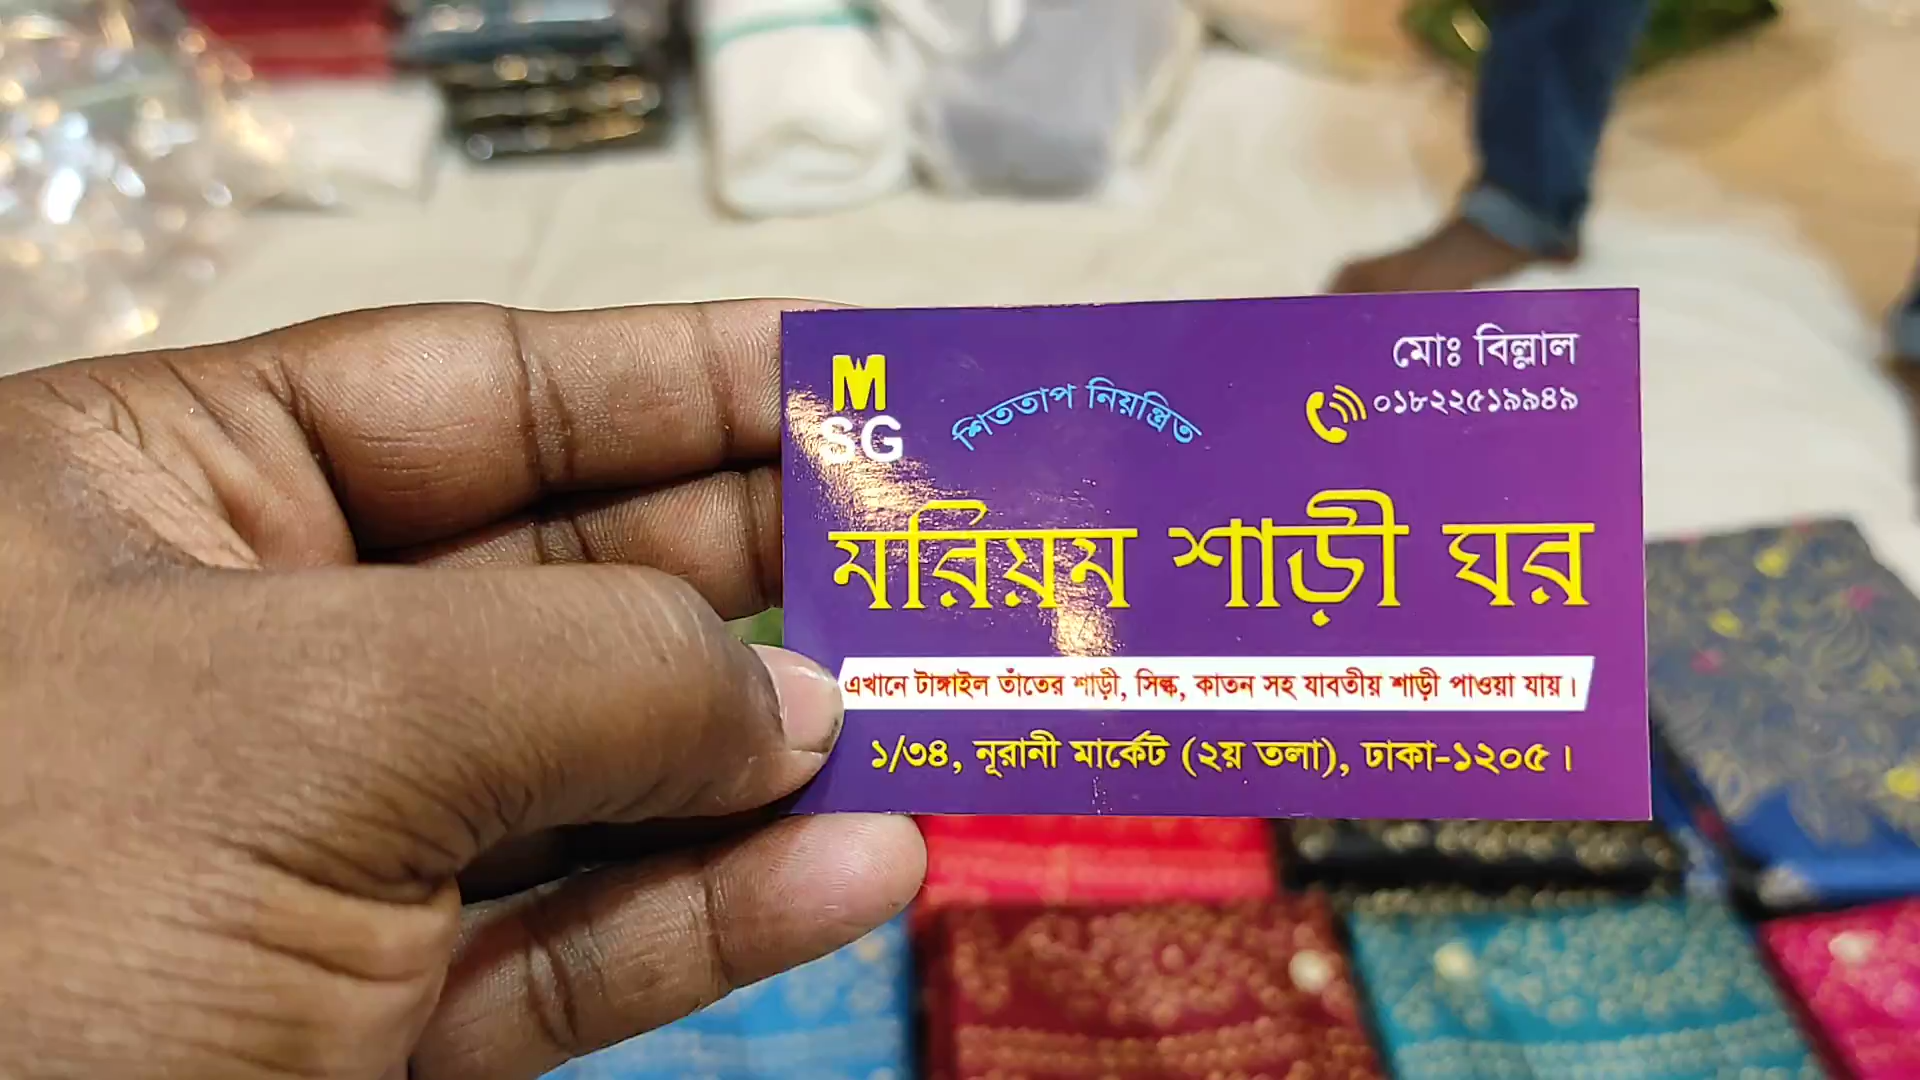 M
SG
শিততাপ নিয়ন্ত্রিত
মোঃ বিল্লাল
০১৮২২৫১৯৯৪৯
মরিয়ম শাড়ী ঘর
এখানে টাঙ্গাইল তাঁতের শাড়ী, সিল্ক, কাতন সহ যাবতীয় শাড়ী পাওয়া যায়।
১/৩৪, নূরানী মার্কেট (২য় তলা), ঢাকা-১২০৫।